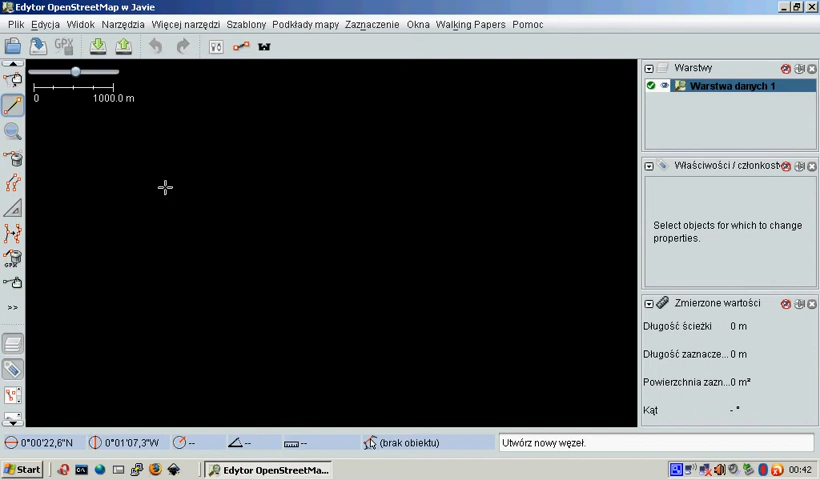 Edytor OpenStreetMap w Javie
Plik Edycja Widok Narzędzia Więcej narzędzi Szablony Podkłady mapy Zaznaczenie Okna Walking Papers Pomoc
GPX
0 1000.0 m
Warstwy
Warstwa danych 1
Właściwości / członkost
Select objects for which to change
properties.
GPX
>>
Zmierzone wartości
Długość ścieżki 0 m
Długość zaznacze... 0 m
Powierzchnia zazn... 0 m²
Kąt - °
0°00'22,6"N 0°01'07,3"W -- -- -- (brak obiektu) Utwórz nowy węzeł.
Start Edytor OpenStreetMa... 00:42